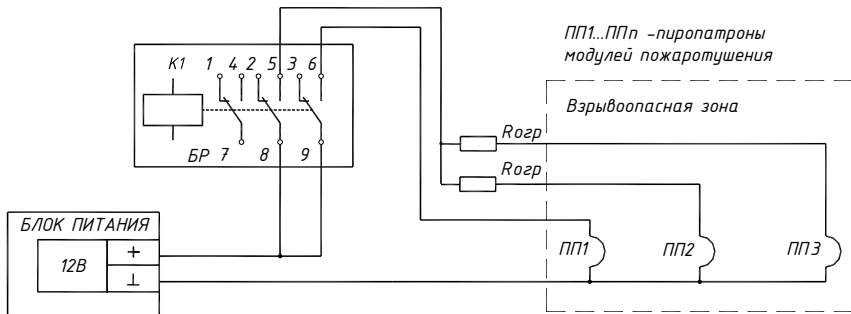 ПП1...ППn -пиропатроны
модулей пожаротушения
К1 1 4 2 5 3 6
Взрывоопасная зона
Rогр
БР 7 8 9
Rогр
БЛОК ПИТАНИЯ
12В + ⊥
ПП1 ПП2 ПП3